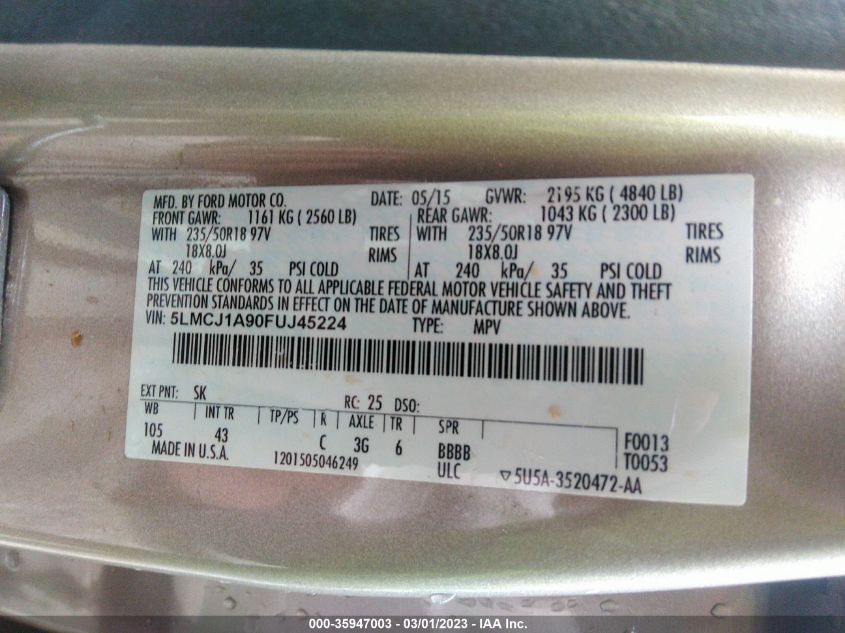 MFD. BY FORD MOTOR CO. DATE: 05/15 GVWR: 2195 KG ( 4840 LB)
FRONT GAWR: 1161 KG ( 2560 LB) REAR GAWR: 1043 KG ( 2300 LB)
WITH 235/50R18 97V TIRES WITH 235/50R18 97V TIRES
18X8.0J RIMS 18X8.0J RIMS
AT 240 kPa/ 35 PSI COLD AT 240 kPa/ 35 PSI COLD
THIS VEHICLE CONFORMS TO ALL APPLICABLE FEDERAL MOTOR VEHICLE SAFETY AND THEFT
PREVENTION STANDARDS IN EFFECT ON THE DATE OF MANUFACTURE SHOWN ABOVE.
VIN: 5LMCJ1A90FUJ45224 TYPE: MPV
EXT PNT: SK RC: 25 DSO:
WB INT TR TP/PS R AXLE TR SPR
105 43 C 3G 6 BBBB F0013
MADE IN U.S.A. 1201505046249 ULC T0053
▽5U5A-3520472-AA
000-35947003 - 03/01/2023 - IAA Inc.